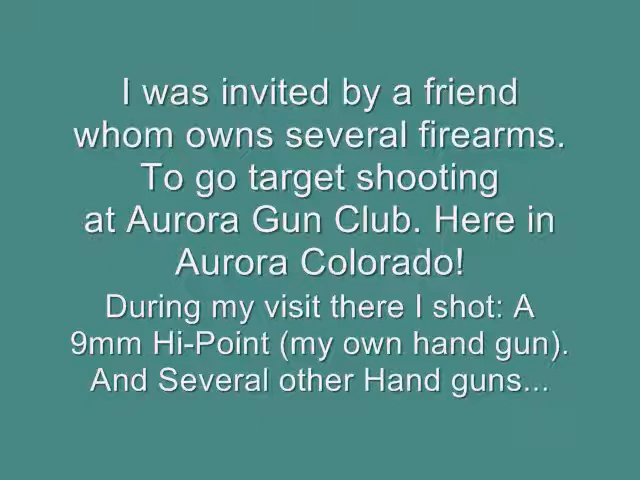 I was invited by a friend
whom owns several firearms.
To go target shooting
at Aurora Gun Club. Here in
Aurora Colorado!
During my visit there I shot: A
9mm Hi-Point (my own hand gun).
And Several other Hand guns...